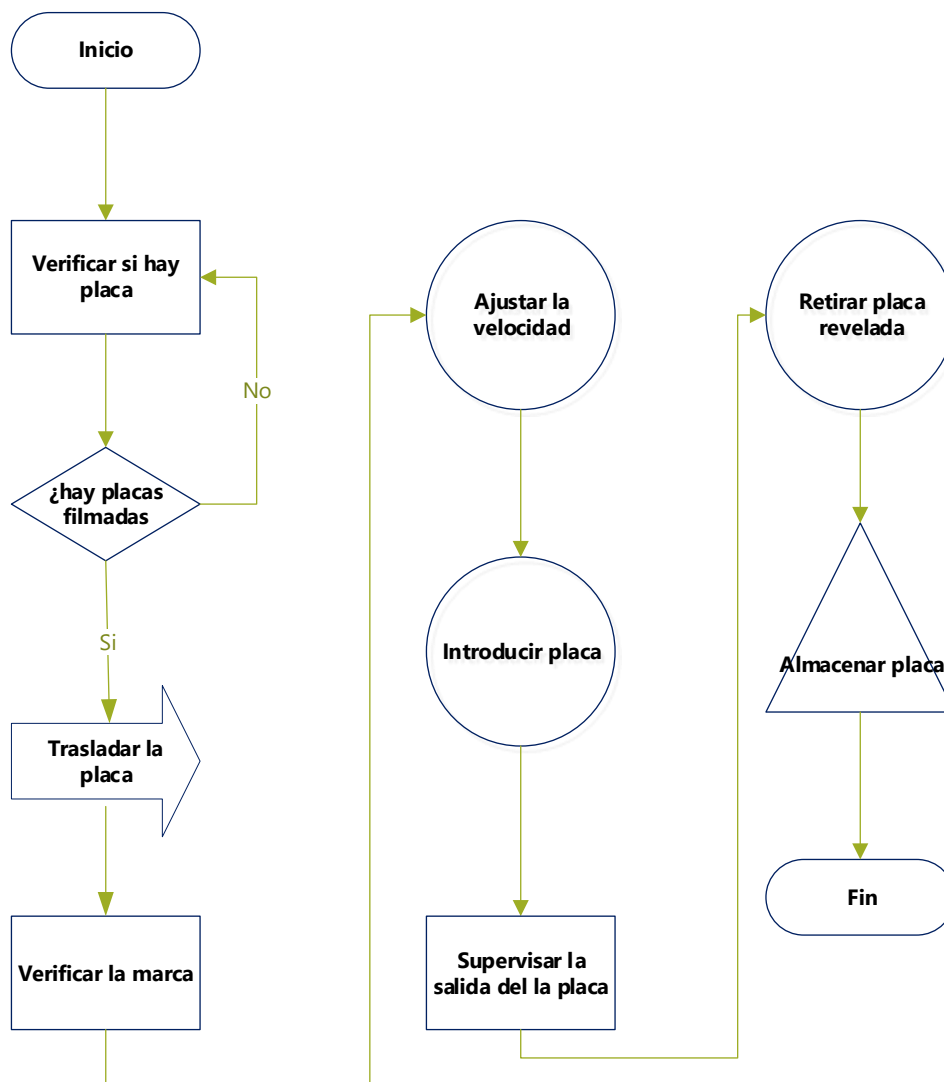 Inicio
Verificar si hay
placa
No
¿hay placas
filmadas
Si
Trasladar la
placa
Verificar la marca
Ajustar la
velocidad
Introducir placa
Supervisar la
salida del la placa
Retirar placa
revelada
Almacenar placa
Fin